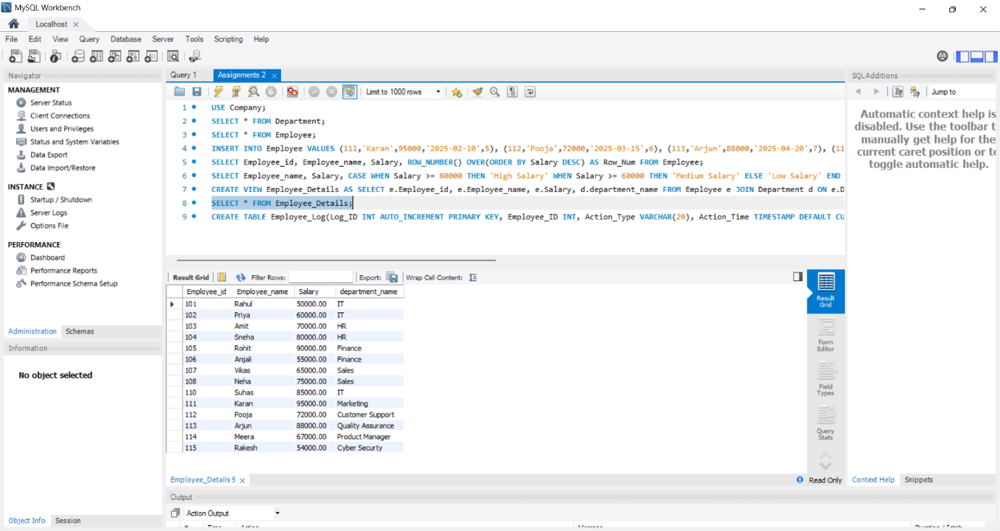 MySQL Workbench
Localhost
File Edit View Query Database Server Tools Scripting Help
Navigator
MANAGEMENT
Server Status
Client Connections
Users and Privileges
Status and System Variables
Data Export
Data Import/Restore
INSTANCE
Startup / Shutdown
Server Logs
Options File
PERFORMANCE
Dashboard
Performance Reports
Performance Schema Setup
Administration Schemas
Information
No object selected
Object Info Session
Query 1 Assignments 2
Limit to 1000 rows
1 USE Company;
2 SELECT * FROM Department;
3 SELECT * FROM Employee;
4 INSERT INTO Employee VALUES (111,'Karan',95000,'2025-02-10',5), (112,'Pooja',72000,'2025-03-15',6), (113,'Arjun',88000,'2025-04-20',7), (11
5 SELECT Employee_id, Employee_name, Salary, ROW_NUMBER() OVER(ORDER BY Salary DESC) AS Row_Num FROM Employee;
6 SELECT Employee_name, Salary, CASE WHEN Salary >= 80000 THEN 'High Salary' WHEN Salary >= 60000 THEN 'Medium Salary' ELSE 'Low Salary' END
7 CREATE VIEW Employee_Details AS SELECT e.Employee_id, e.Employee_name, e.Salary, d.department_name FROM Employee e JOIN Department d ON e.D
8 SELECT * FROM Employee_Details;
9 CREATE TABLE Employee_Log(Log_ID INT AUTO_INCREMENT PRIMARY KEY, Employee_ID INT, Action_Type VARCHAR(20), Action_Time TIMESTAMP DEFAULT CU
Result Grid Filter Rows: Export: Wrap Cell Content:
Employee_id Employee_name Salary department_name
101 Rahul 50000.00 IT
102 Priya 60000.00 IT
103 Amit 70000.00 HR
104 Sneha 80000.00 HR
105 Rohit 90000.00 Finance
106 Anjali 55000.00 Finance
107 Vikas 65000.00 Sales
108 Neha 75000.00 Sales
110 Suhas 85000.00 IT
111 Karan 95000.00 Marketing
112 Pooja 72000.00 Customer Support
113 Arjun 88000.00 Quality Assurance
114 Meera 67000.00 Product Manager
115 Rakesh 54000.00 Cyber Securty
Result
Grid
Form
Editor
Field
Types
Query
Stats
Employee_Details 5
Read Only
Output
Action Output
SQLAdditions
Jump to
Automatic context help is
disabled. Use the toolbar t
manually get help for the
current caret position or to
toggle automatic help.
Context Help Snippets